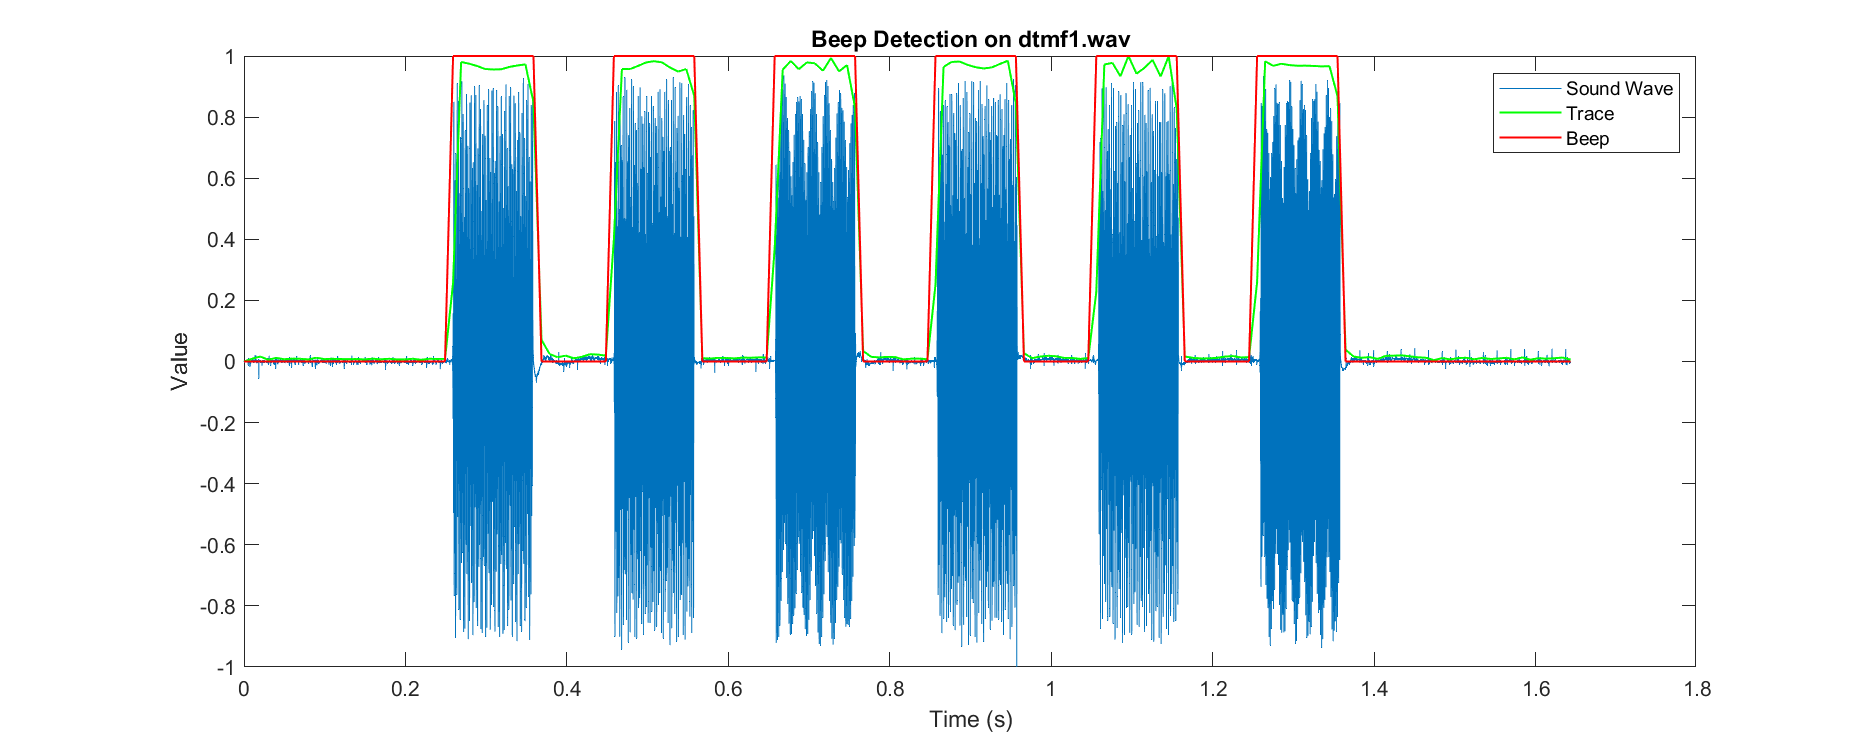 Beep Detection on dtmf1.wav
1
0.8
0.6
0.4
0.2
0
-0.2
-0.4
-0.6
-0.8
-1
Value
Sound Wave
Trace
Beep
0 0.2 0.4 0.6 0.8 1 1.2 1.4 1.6 1.8
Time (s)